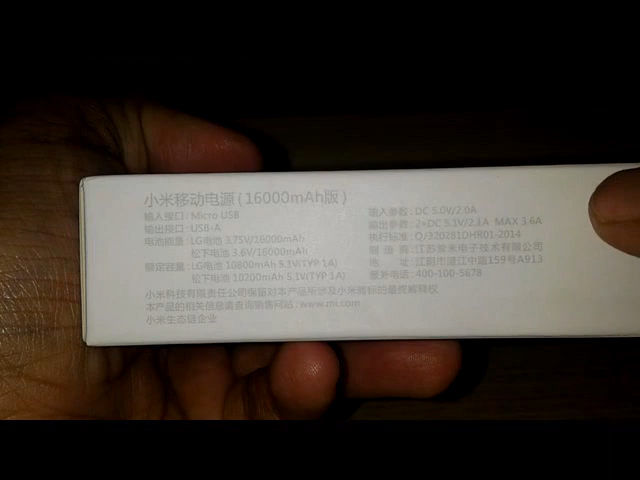 小米移动电源(16000mAh版)
输入接口: Micro USB
输出接口: USB-A
电池能量: LG电池 3.75V/16000mAh
松下电池 3.6V/16000mAh
额定容量: LG电池 10800mAh 5.1V(TYP 1A)
松下电池 10200mAh 5.1V(TYP 1A)
输入参数: DC 5.0V/2.0A
输出参数: 2×DC 5.1V/2.1A MAX 3.6A
执行标准: Q/320281DHR01-2014
制 造 商: 江苏紫米电子技术有限公司
地 址: 江阴市澄江中路159号A913
服务电话: 400-100-5678
小米科技有限责任公司保留对本产品所涉及小米商标的最终解释权
本产品的相关信息请查询销售网站: www.mi.com
小米生态链企业